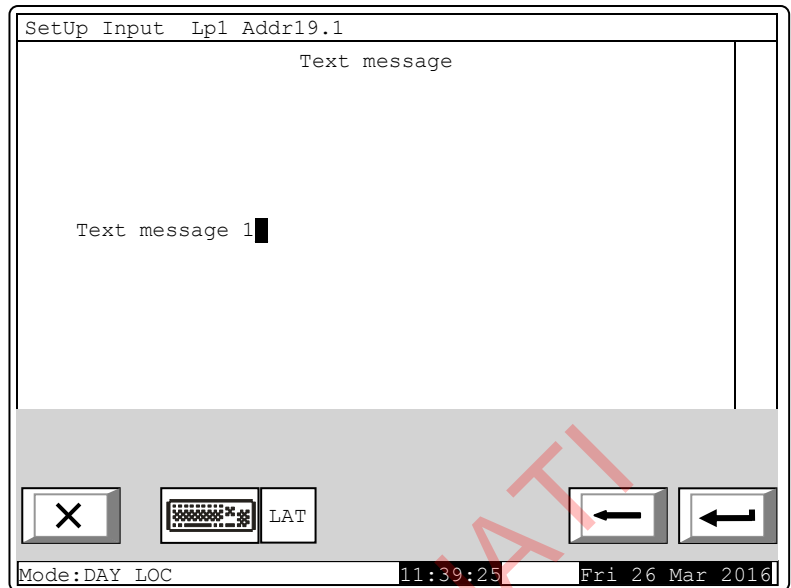 SetUp Input Lp1 Addr19.1
Text message
Text message 1
LAT
Mode:DAY LOC 11:39:25 Fri 26 Mar 2016